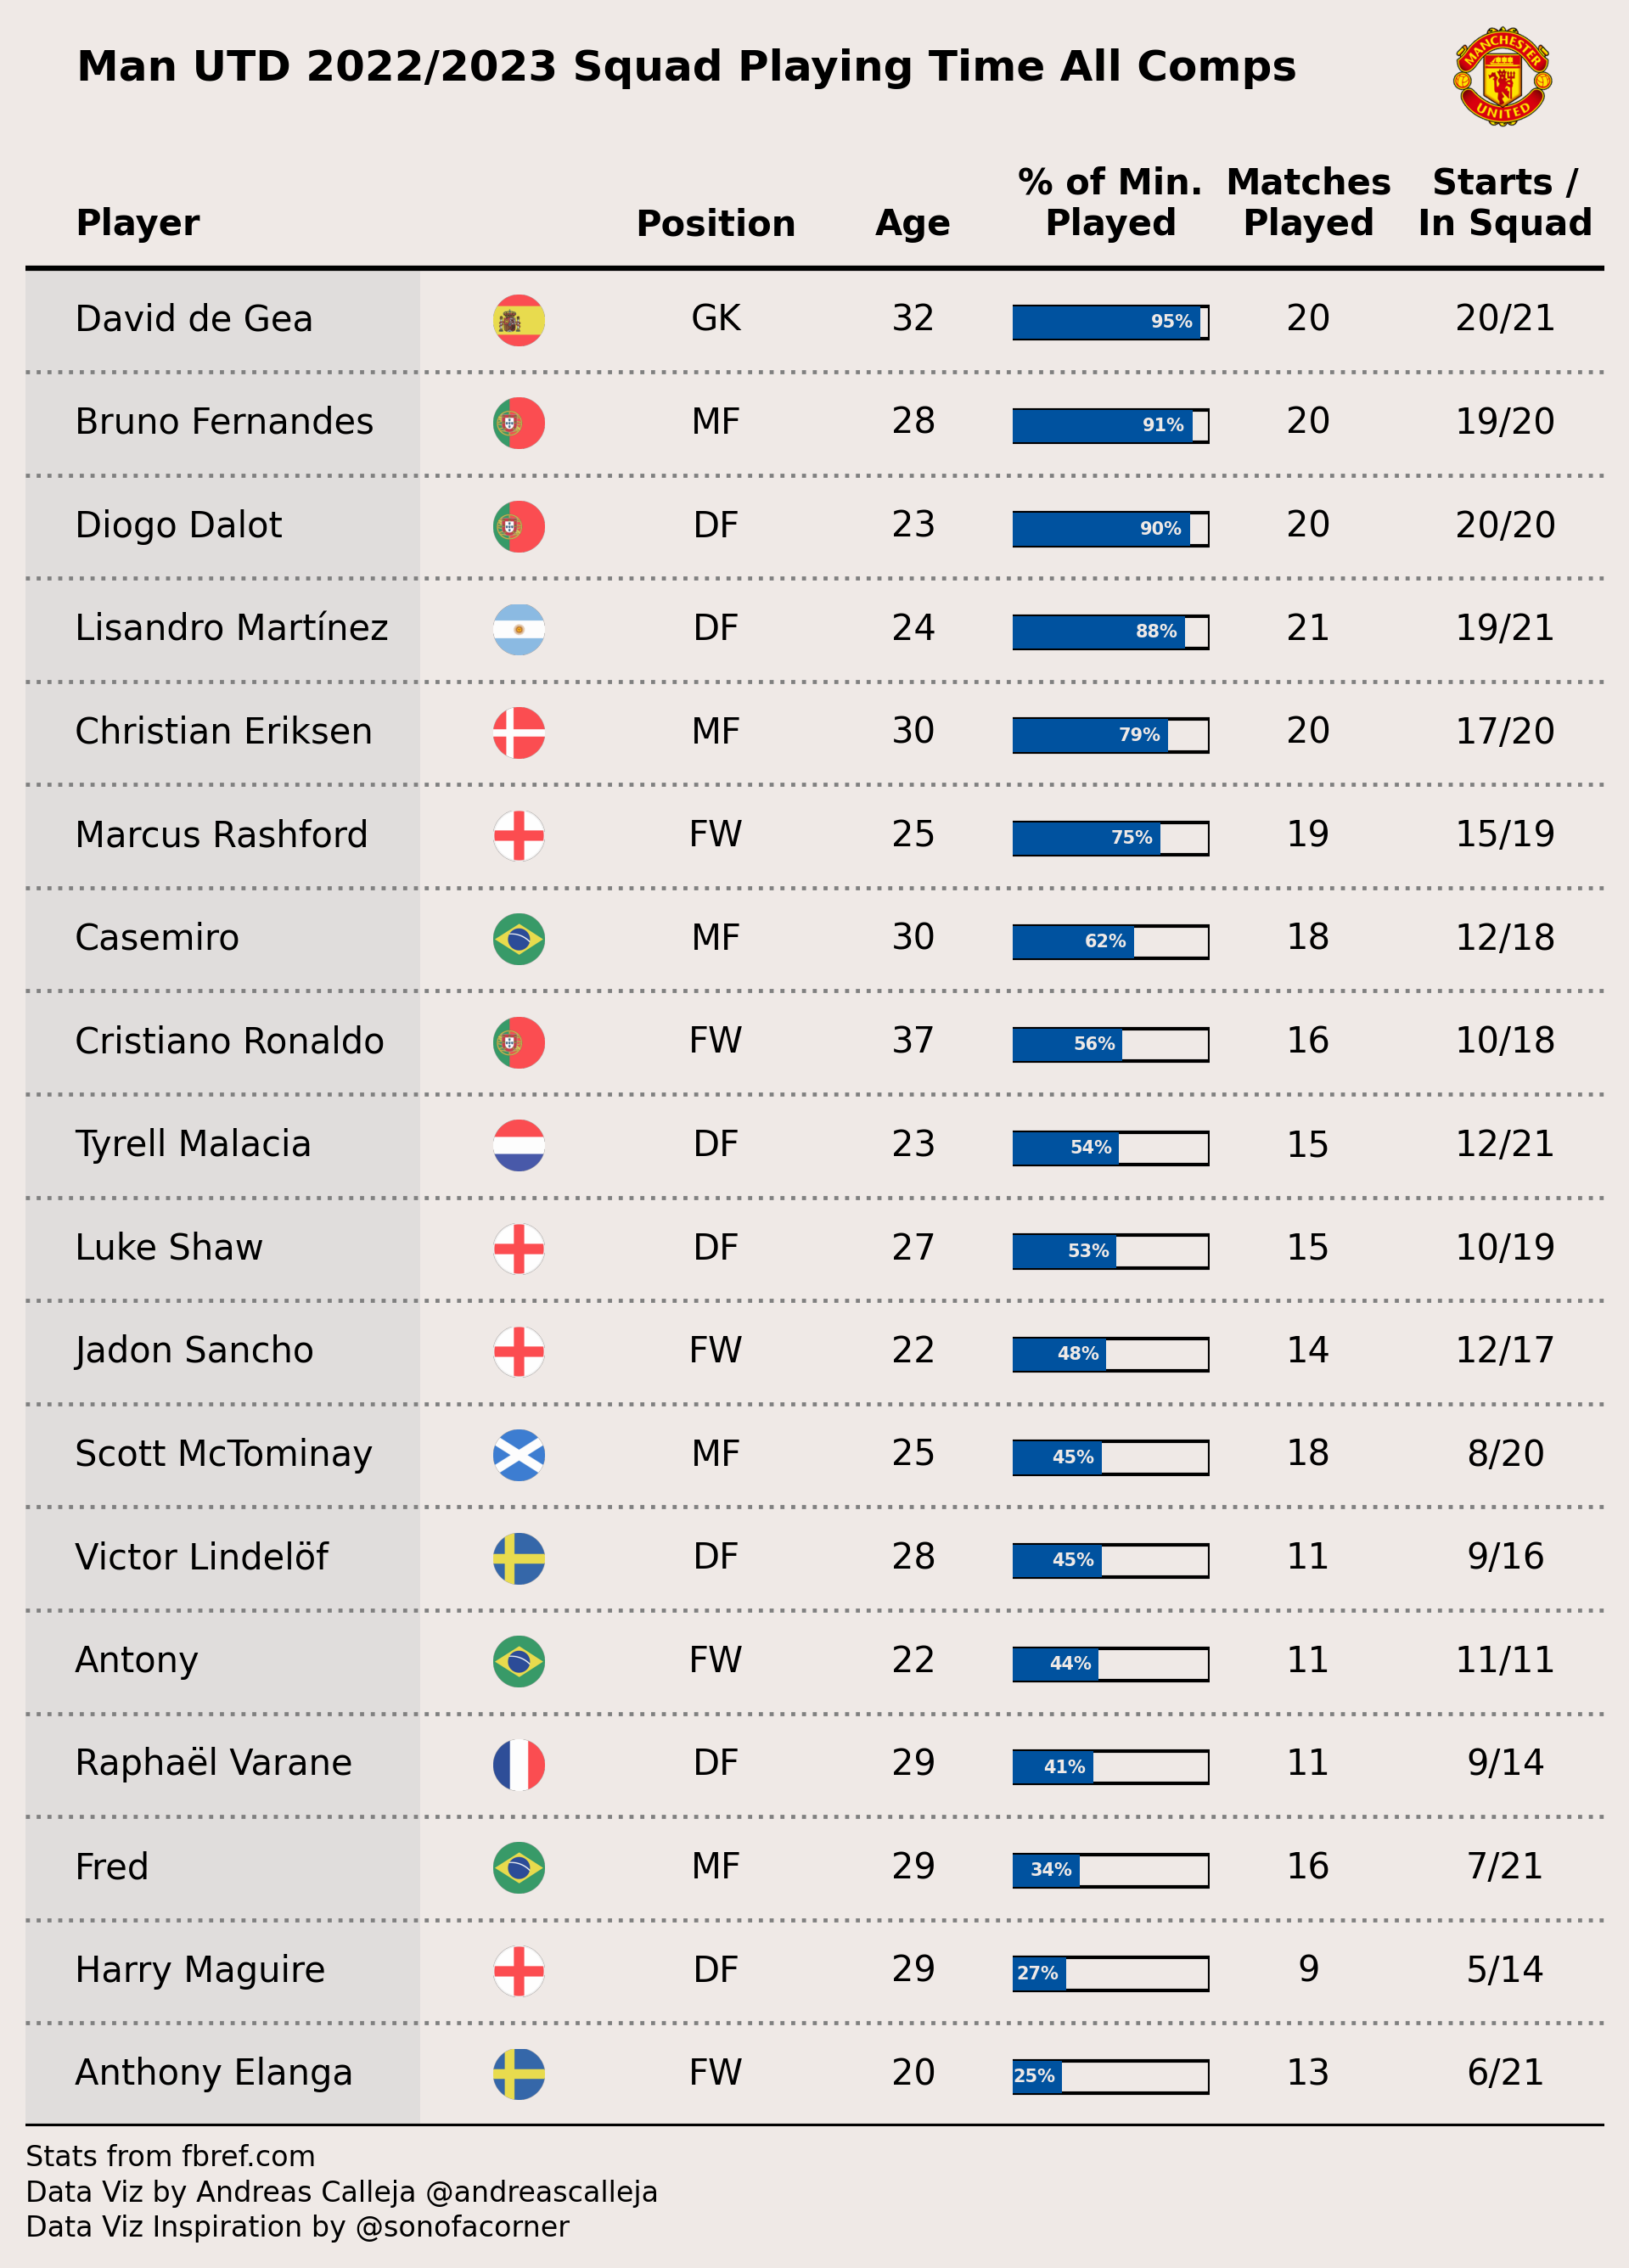 Man UTD 2022/2023 Squad Playing Time All Comps
MANCHESTER
UNITED
Player Position Age % of Min. Played Matches Played Starts / In Squad
David de Gea GK 32 95% 20 20/21
Bruno Fernandes MF 28 91% 20 19/20
Diogo Dalot DF 23 90% 20 20/20
Lisandro Martínez DF 24 88% 21 19/21
Christian Eriksen MF 30 79% 20 17/20
Marcus Rashford FW 25 75% 19 15/19
Casemiro MF 30 62% 18 12/18
Cristiano Ronaldo FW 37 56% 16 10/18
Tyrell Malacia DF 23 54% 15 12/21
Luke Shaw DF 27 53% 15 10/19
Jadon Sancho FW 22 48% 14 12/17
Scott McTominay MF 25 45% 18 8/20
Victor Lindelöf DF 28 45% 11 9/16
Antony FW 22 44% 11 11/11
Raphaël Varane DF 29 41% 11 9/14
Fred MF 29 34% 16 7/21
Harry Maguire DF 29 27% 9 5/14
Anthony Elanga FW 20 25% 13 6/21
Stats from fbref.com
Data Viz by Andreas Calleja @andreascalleja
Data Viz Inspiration by @sonofacorner